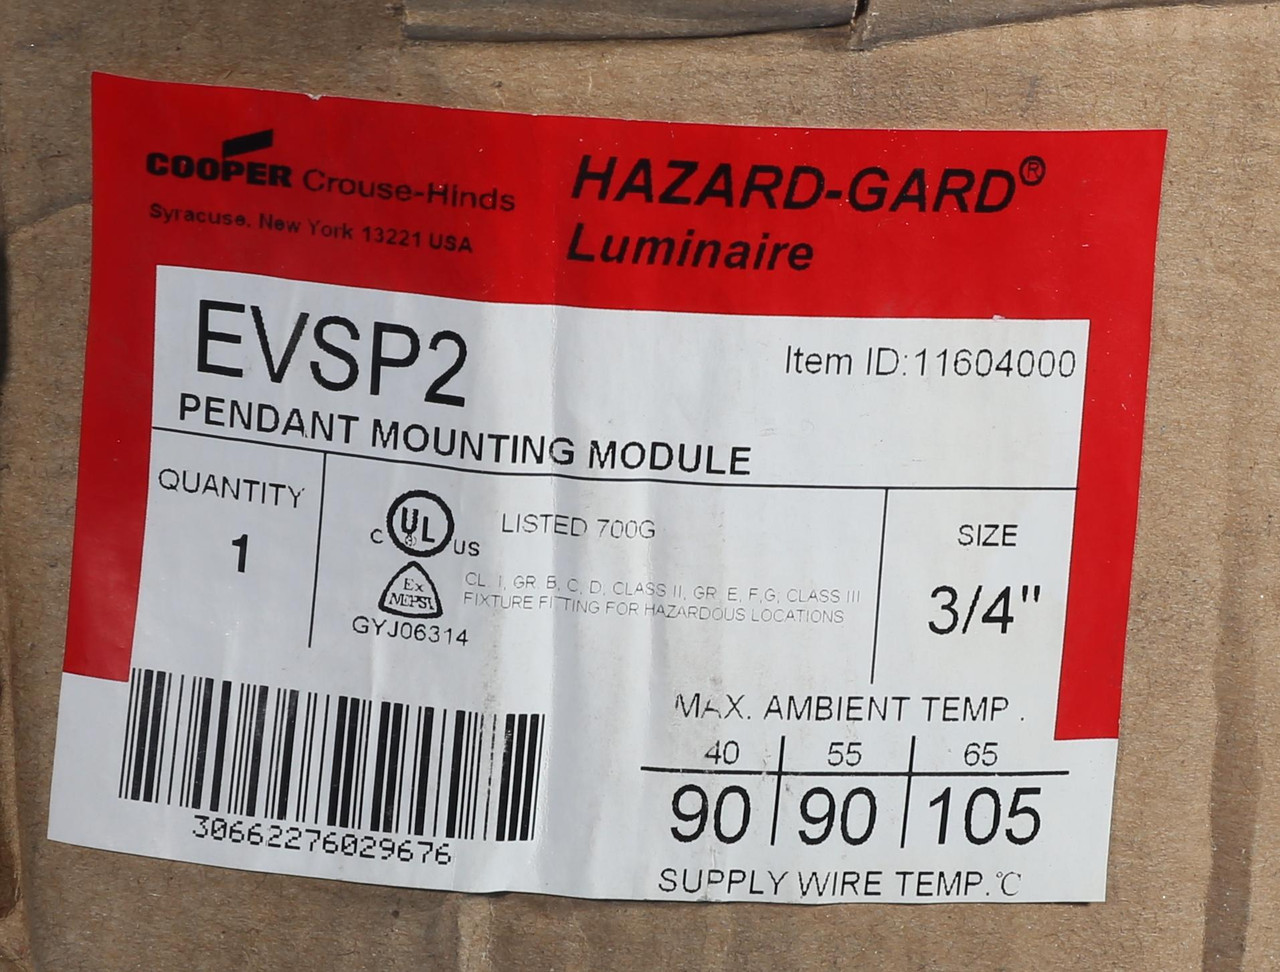 COOPER Crouse-Hinds
Syracuse, New York 13221 USA
HAZARD-GARD®
Luminaire
EVSP2
Item ID:11604000
PENDANT MOUNTING MODULE
QUANTITY
1
C UL US LISTED 700G
Ex
NEPSI
GYJ06314
CL. I, GR. B, C, D, CLASS II, GR. E, F,G, CLASS III
FIXTURE FITTING FOR HAZARDOUS LOCATIONS
SIZE
3/4"
30662276029676
MAX. AMBIENT TEMP.
40 55 65
90 90 105
SUPPLY WIRE TEMP.℃